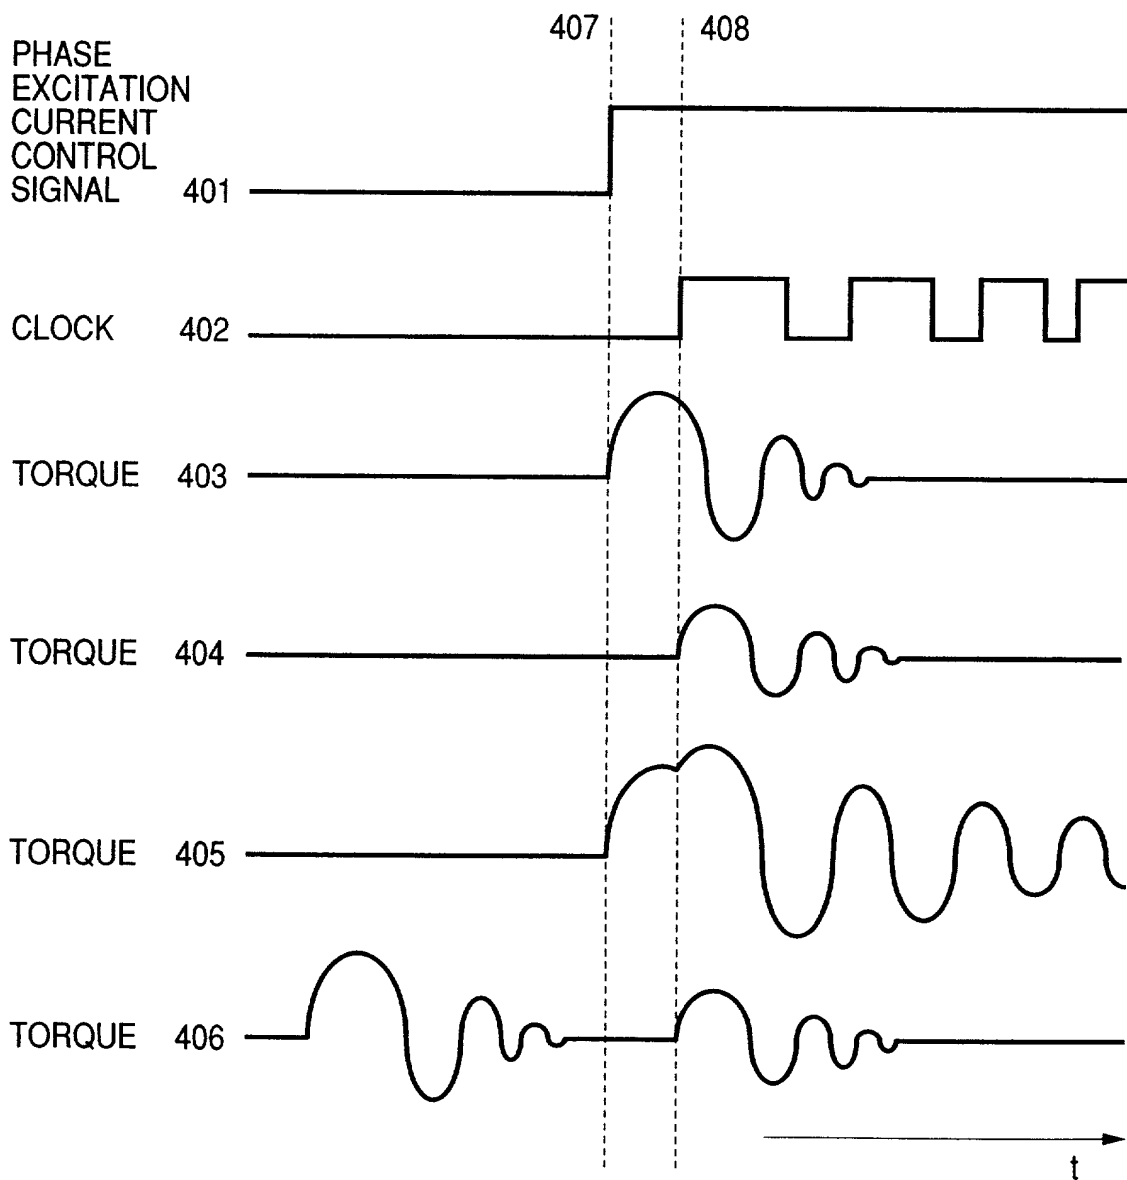 407 408
PHASE
EXCITATION
CURRENT
CONTROL
SIGNAL 401
CLOCK 402
TORQUE 403
TORQUE 404
TORQUE 405
TORQUE 406
t